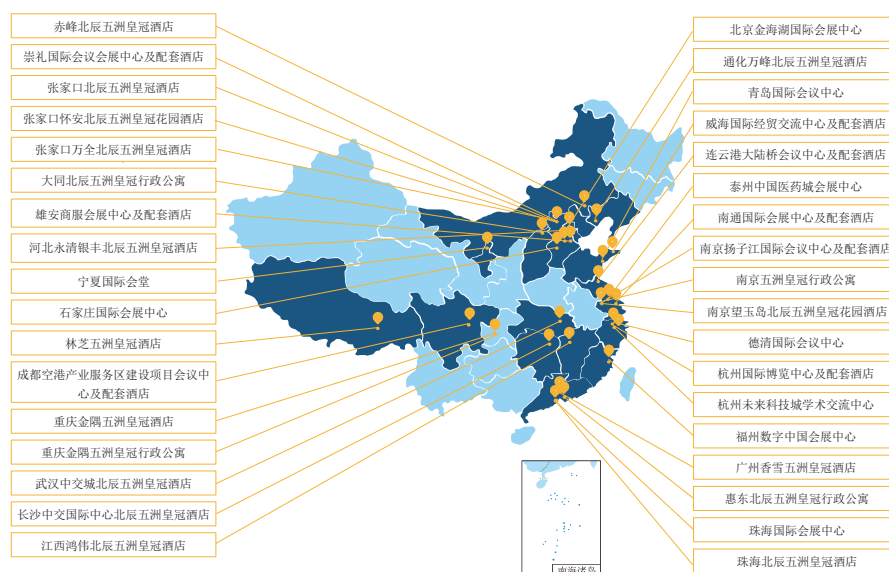 赤峰北辰五洲皇冠酒店
崇礼国际会议会展中心及配套酒店
张家口北辰五洲皇冠酒店
张家口怀安北辰五洲皇冠花园酒店
张家口万全北辰五洲皇冠酒店
大同北辰五洲皇冠行政公寓
雄安商服会展中心及配套酒店
河北永清银丰北辰五洲皇冠酒店
宁夏国际会堂
石家庄国际会展中心
林芝五洲皇冠酒店
成都空港产业服务区建设项目会议中
心及配套酒店
重庆金隅五洲皇冠酒店
重庆金隅五洲皇冠行政公寓
武汉中交城北辰五洲皇冠酒店
长沙中交国际中心北辰五洲皇冠酒店
江西鸿伟北辰五洲皇冠酒店
北京金海湖国际会展中心
通化万峰北辰五洲皇冠酒店
青岛国际会议中心
威海国际经贸交流中心及配套酒店
连云港大陆桥会议中心及配套酒店
泰州中国医药城会展中心
南通国际会展中心及配套酒店
南京扬子江国际会议中心及配套酒店
南京五洲皇冠行政公寓
南京望玉岛北辰五洲皇冠花园酒店
德清国际会议中心
杭州国际博览中心及配套酒店
杭州未来科技城学术交流中心
福州数字中国会展中心
广州香雪五洲皇冠酒店
惠东北辰五洲皇冠行政公寓
珠海国际会展中心
珠海北辰五洲皇冠酒店
南海诸岛